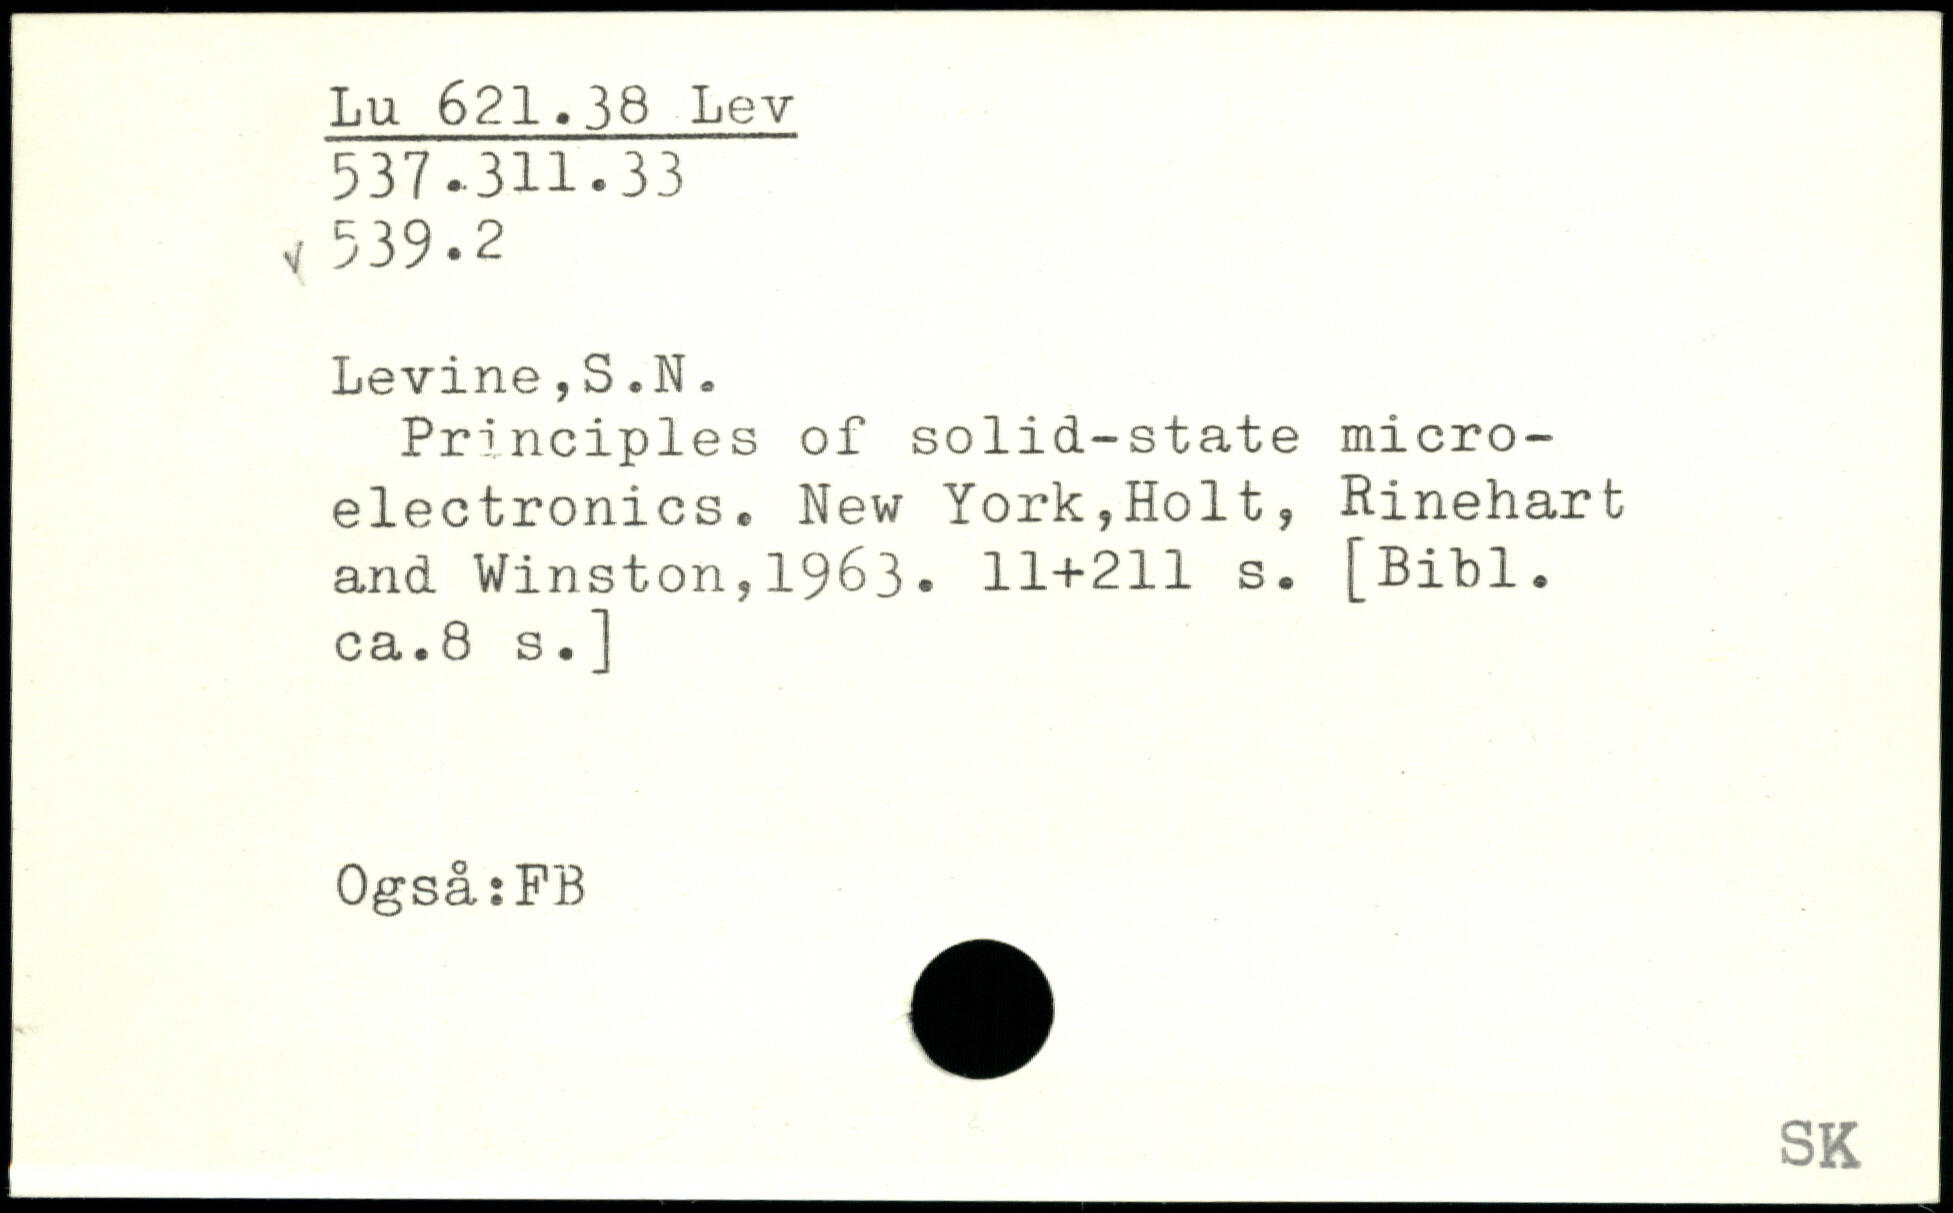 Lu 621.38 Lev
537.311.33
√ 539.2
Levine,S.N.
Principles of solid-state micro-
electronics. New York,Holt, Rinehart
and Winston,1963. 11+211 s. [Bibl.
ca.8 s.]
Også:FB
SK